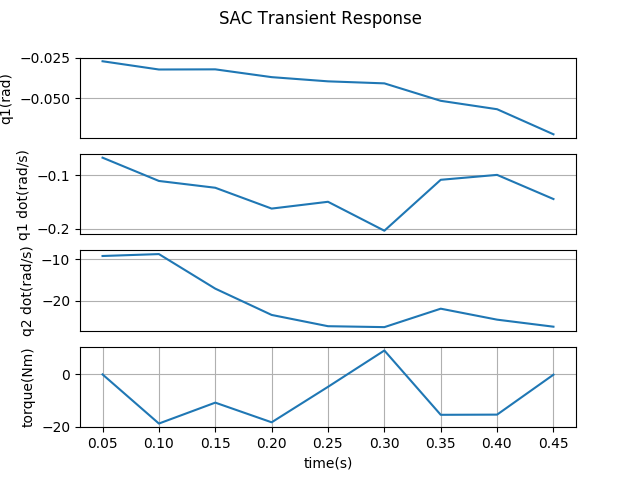 SAC Transient Response
−0.025
−0.050
q1(rad)
−0.1
−0.2
q1 dot(rad/s)
−10
−20
q2 dot(rad/s)
0
−20
torque(Nm)
0.05 0.10 0.15 0.20 0.25 0.30 0.35 0.40 0.45
time(s)